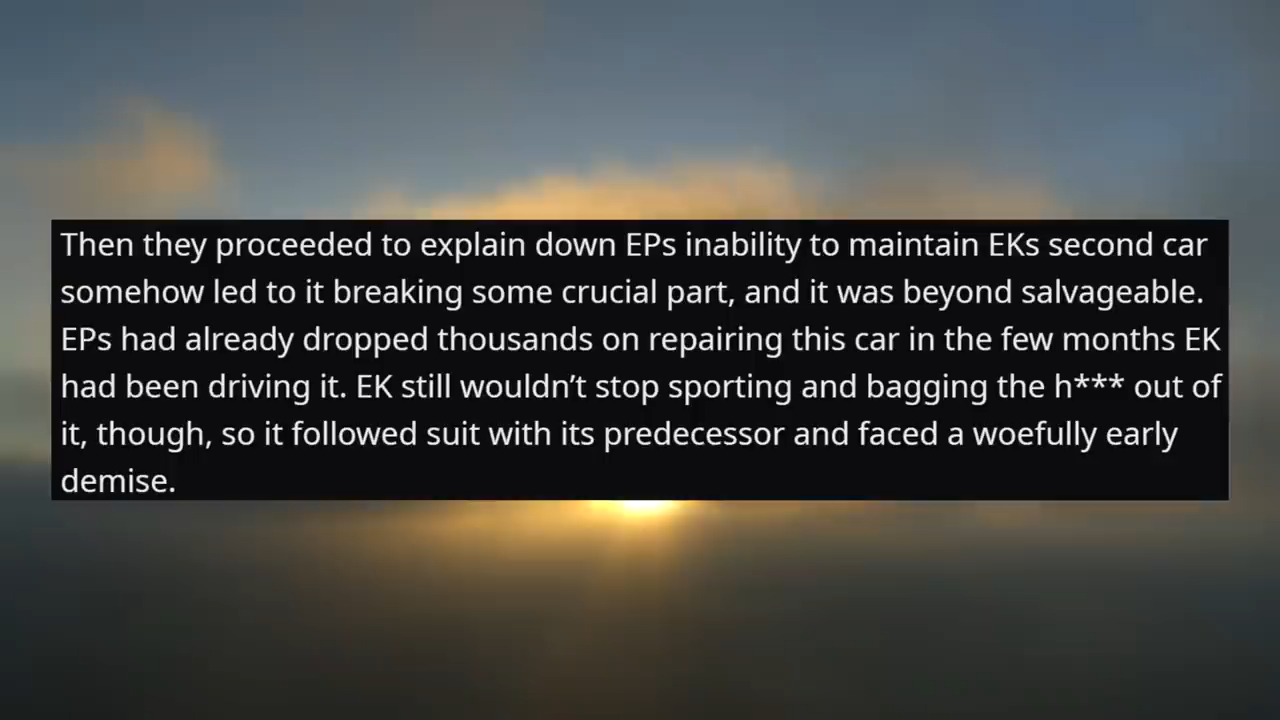 Then they proceeded to explain down EPs inability to maintain EKs second car
somehow led to it breaking some crucial part, and it was beyond salvageable.
EPs had already dropped thousands on repairing this car in the few months EK
had been driving it. EK still wouldn’t stop sporting and bagging the h*** out of
it, though, so it followed suit with its predecessor and faced a woefully early
demise.